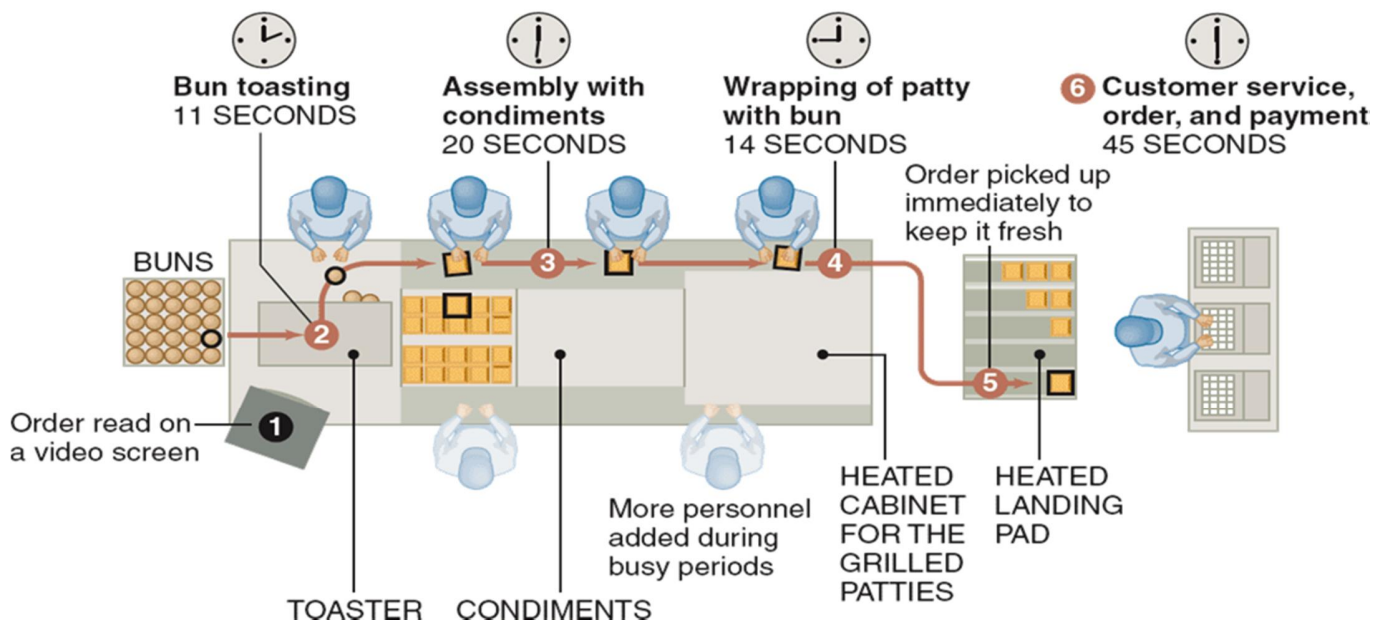 Bun toasting
11 SECONDS
Assembly with
condiments
20 SECONDS
Wrapping of patty
with bun
14 SECONDS
6 Customer service,
order, and payment
45 SECONDS
Order picked up
immediately to
keep it fresh
BUNS
2
3
4
5
1
Order read on
a video screen
More personnel
added during
busy periods
HEATED
CABINET
FOR THE
GRILLED
PATTIES
HEATED
LANDING
PAD
TOASTER
CONDIMENTS